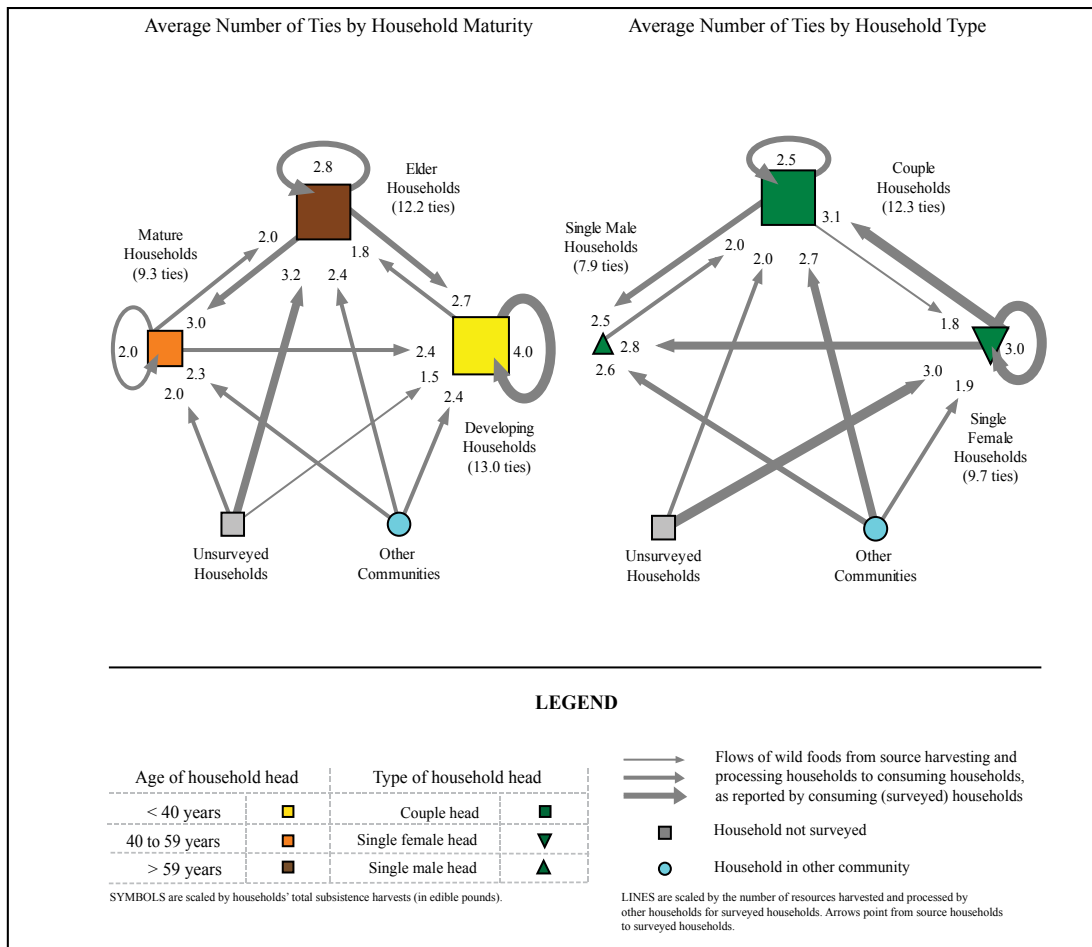 Average Number of Ties by Household Maturity
2.8
Elder
Households
(12.2 ties)
Mature
Households
(9.3 ties)
2.0
1.8
3.2
2.4
2.7
3.0
2.0
2.4
4.0
2.3
1.5
2.0
2.4
Developing
Households
(13.0 ties)
Unsurveyed
Households
Other
Communities
Average Number of Ties by Household Type
2.5
Couple
Households
(12.3 ties)
3.1
Single Male
Households
(7.9 ties)
2.0
2.0
2.7
2.5
1.8
2.8
3.0
2.6
3.0
1.9
Single
Female
Households
(9.7 ties)
Unsurveyed
Households
Other
Communities
LEGEND
Age of household head
Type of household head
< 40 years
Couple head
40 to 59 years
Single female head
> 59 years
Single male head
SYMBOLS are scaled by households' total subsistence harvests (in edible pounds).
Flows of wild foods from source harvesting and
processing households to consuming households,
as reported by consuming (surveyed) households
Household not surveyed
Household in other community
LINES are scaled by the number of resources harvested and processed by
other households for surveyed households. Arrows point from source households
to surveyed households.